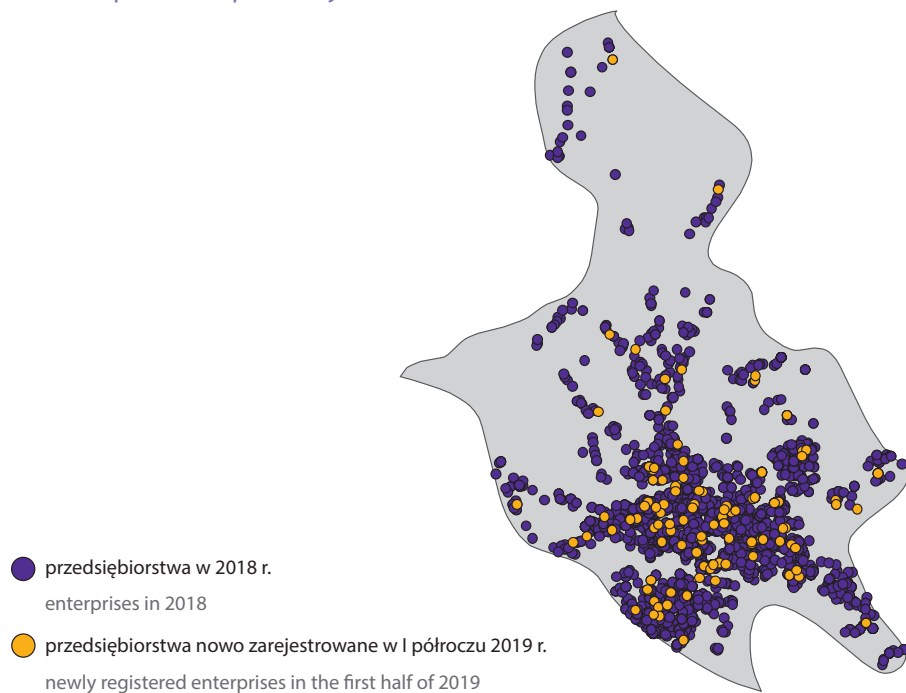 przedsiębiorstwa w 2018 r.
enterprises in 2018
przedsiębiorstwa nowo zarejestrowane w I półroczu 2019 r.
newly registered enterprises in the first half of 2019